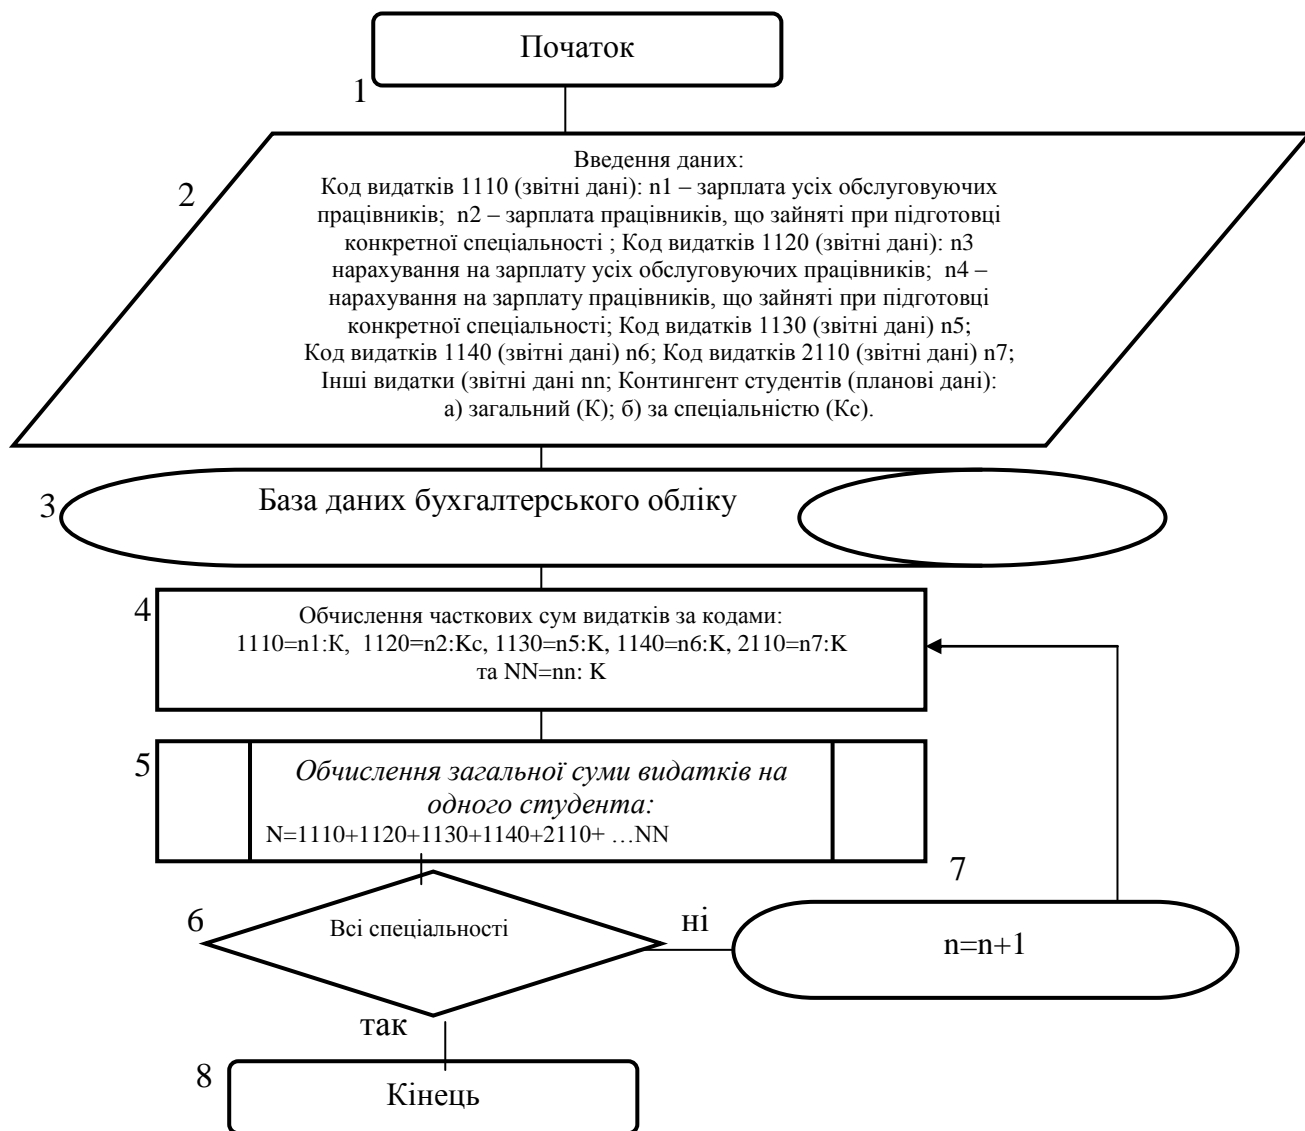 Початок
1
2
Введення даних:
Код видатків 1110 (звітні дані): n1 – зарплата усіх обслуговуючих
працівників;  n2 – зарплата працівників, що зайняті при підготовці
конкретної спеціальності ; Код видатків 1120 (звітні дані): n3
нарахування на зарплату усіх обслуговуючих працівників;  n4 –
нарахування на зарплату працівників, що зайняті при підготовці
конкретної спеціальності; Код видатків 1130 (звітні дані) n5;
Код видатків 1140 (звітні дані) n6; Код видатків 2110 (звітні дані) n7;
Інші видатки (звітні дані nn; Контингент студентів (планові дані):
а) загальний (К); б) за спеціальністю (Кс).
3
База даних бухгалтерського обліку
4
Обчислення часткових сум видатків за кодами:
1110=n1:К,  1120=n2:Kc, 1130=n5:K, 1140=n6:K, 2110=n7:K
та NN=nn: K
5
Обчислення загальної суми видатків на
одного студента:
N=1110+1120+1130+1140+2110+ …NN
6
Всі спеціальності
ні
7
n=n+1
так
8
Кінець